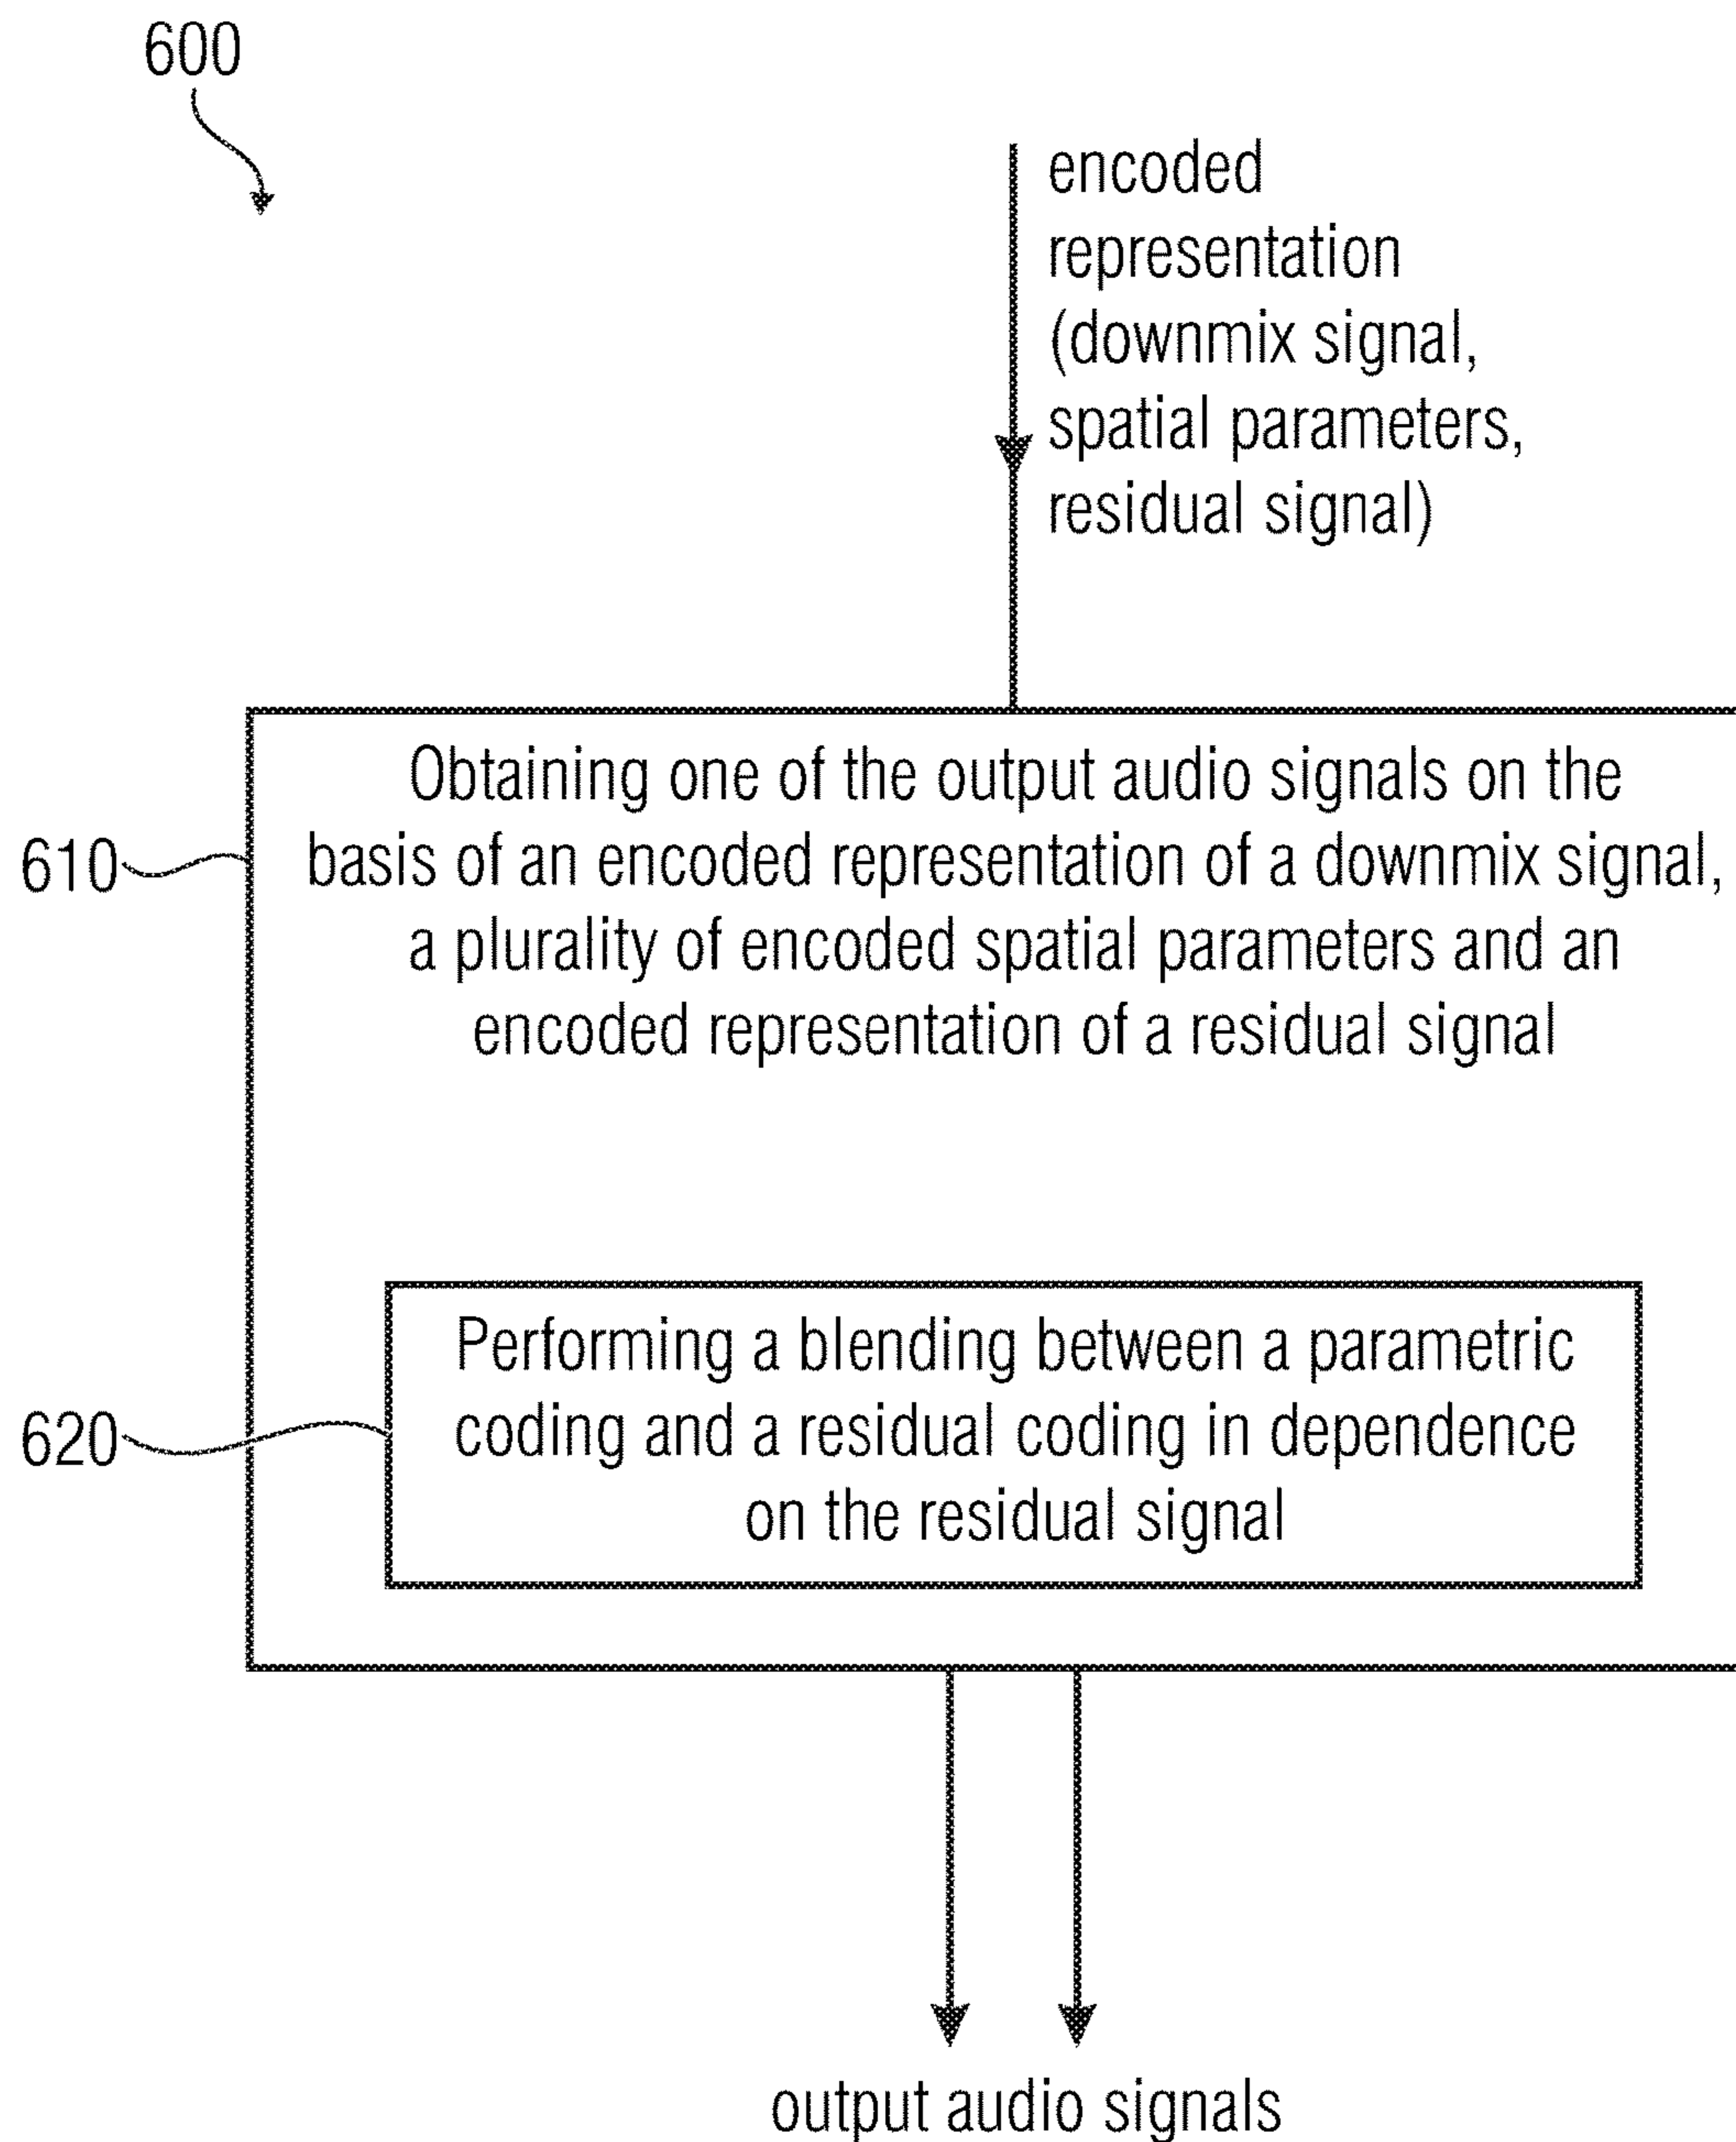 600
encoded
representation
(downmix signal,
spatial parameters,
residual signal)
610
Obtaining one of the output audio signals on the
basis of an encoded representation of a downmix signal,
a plurality of encoded spatial parameters and an
encoded representation of a residual signal
620
Performing a blending between a parametric
coding and a residual coding in dependence
on the residual signal
output audio signals